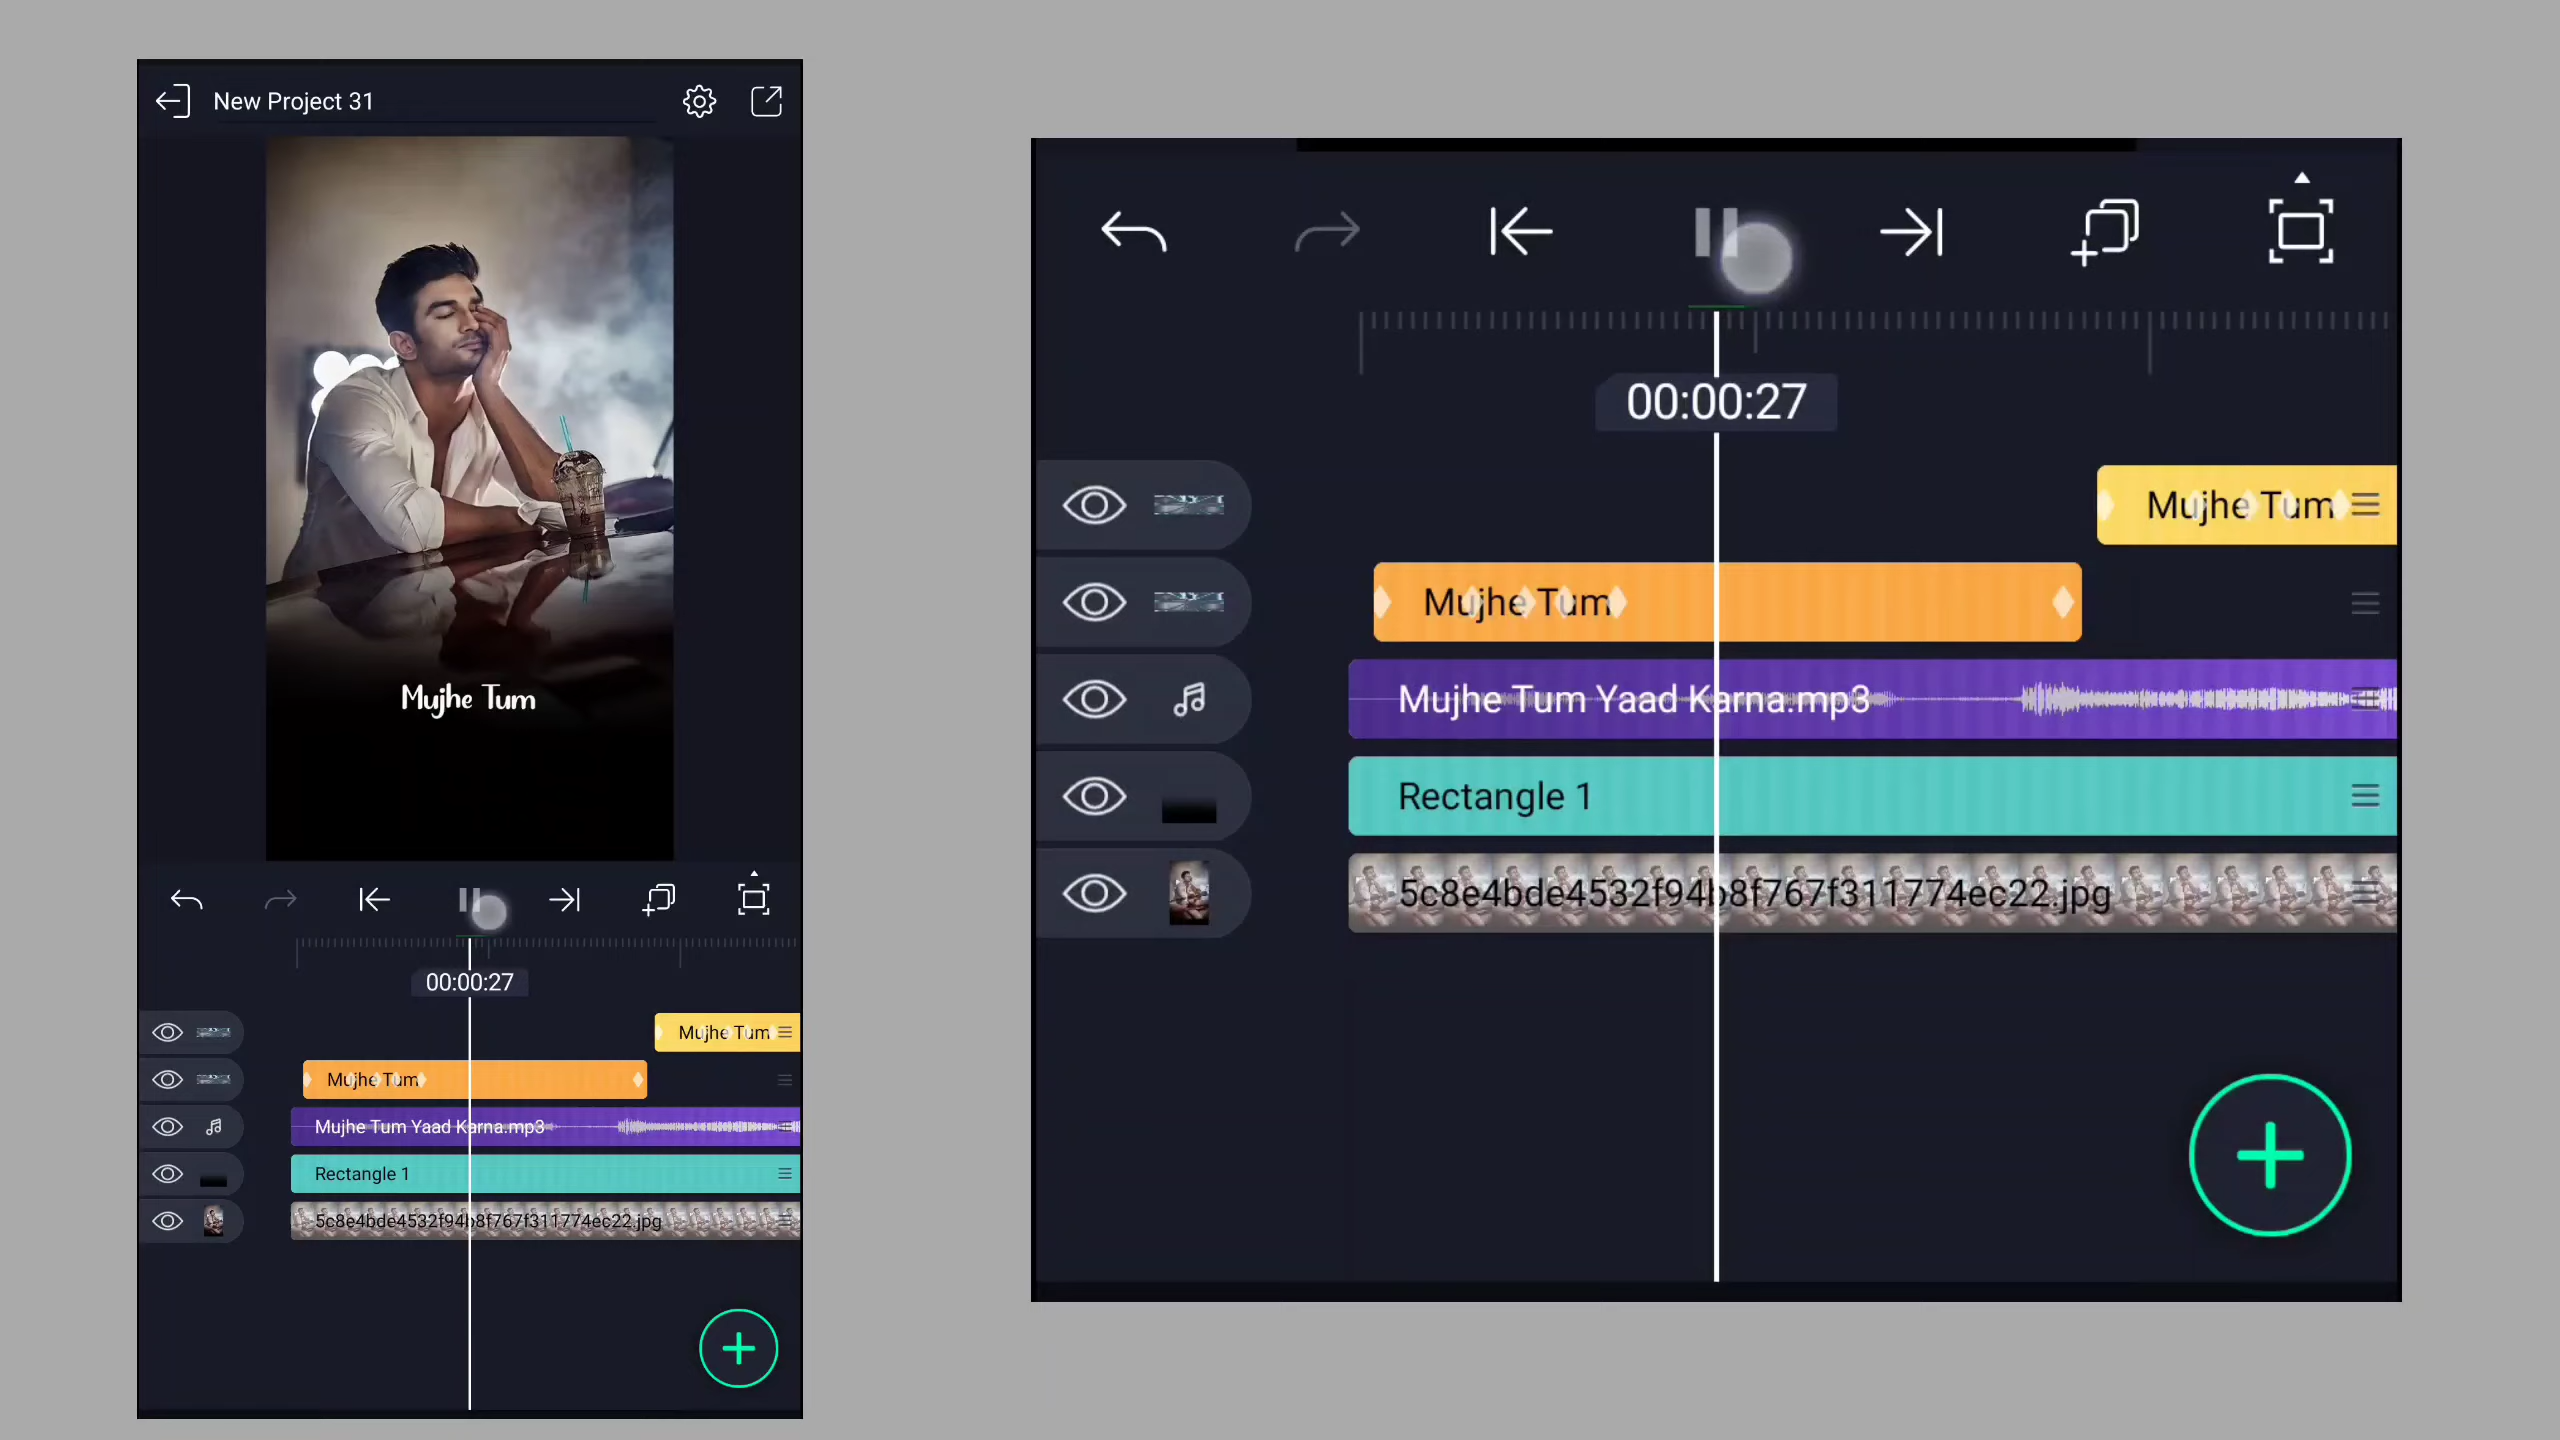 New Project 31
Mujhe Tum
00:00:27
Mujhe Tum
Mujhe Tum
Mujhe Tum Yaad Karna.mp3
Rectangle 1
5c8e4bde4532f94b8f767f311774ec22.jpg
00:00:27
Mujhe Tum
Mujhe Tum
Mujhe Tum Yaad Karna.mp3
Rectangle 1
5c8e4bde4532f94b8f767f311774ec22.jpg